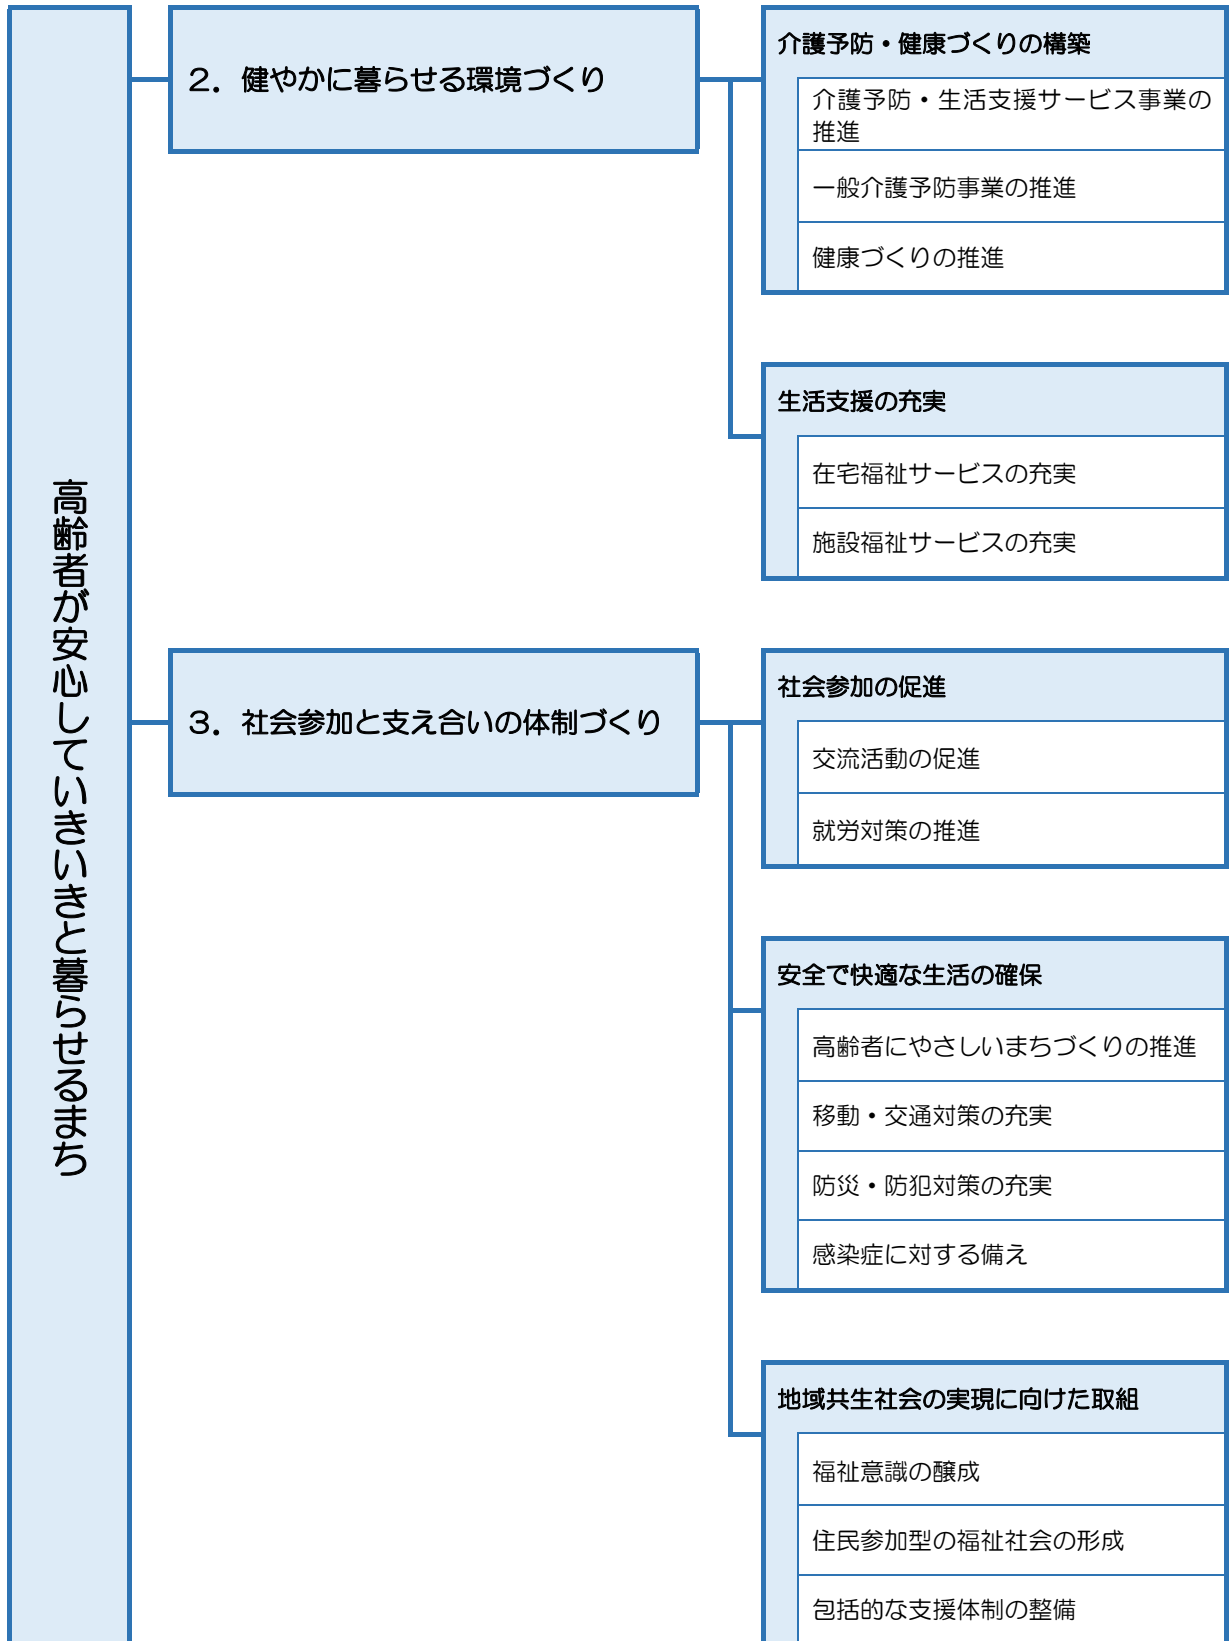 高齢者が安心していきいきと暮らせるまち
２．健やかに暮らせる環境づくり
介護予防・健康づくりの構築
介護予防・生活支援サービス事業の
推進
一般介護予防事業の推進
健康づくりの推進
生活支援の充実
在宅福祉サービスの充実
施設福祉サービスの充実
３．社会参加と支え合いの体制づくり
社会参加の促進
交流活動の促進
就労対策の推進
安全で快適な生活の確保
高齢者にやさしいまちづくりの推進
移動・交通対策の充実
防災・防犯対策の充実
感染症に対する備え
地域共生社会の実現に向けた取組
福祉意識の醸成
住民参加型の福祉社会の形成
包括的な支援体制の整備